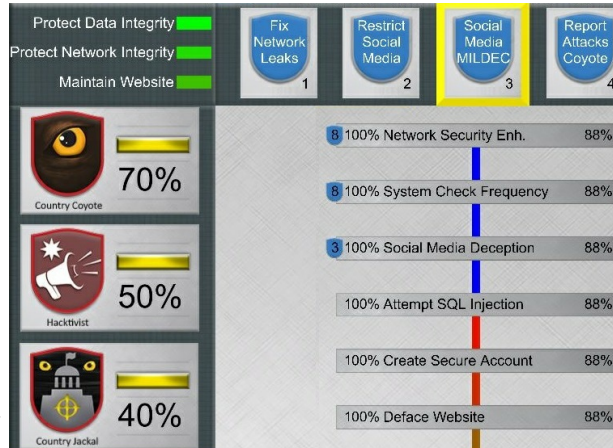 Protect Data Integrity
Protect Network Integrity
Maintain Website
Fix
Network
Leaks
1
Restrict
Social
Media
2
Social
Media
MILDEC
3
Report
Attacks
Coyote
4
70%
Country Coyote
50%
Hacktivist
40%
Country Jackal
8 100% Network Security Enh. 88%
8 100% System Check Frequency 88%
3 100% Social Media Deception 88%
100% Attempt SQL Injection 88%
100% Create Secure Account 88%
100% Deface Website 88%